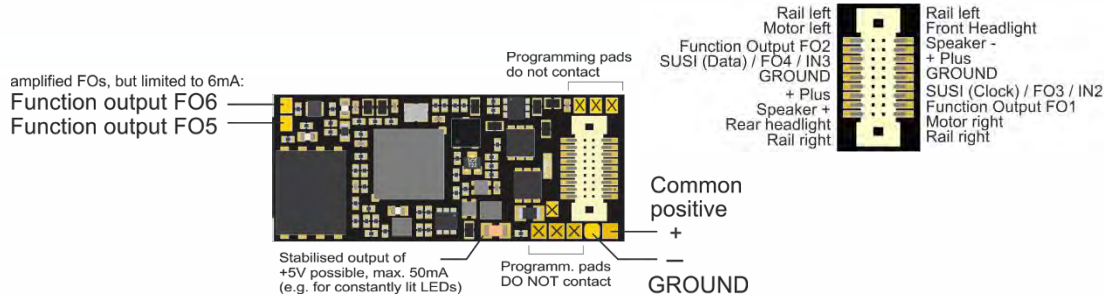 amplified FOs, but limited to 6mA:
Function output FO6
Function output FO5
Programming pads
do not contact
Stabilised output of
+5V possible, max. 50mA
(e.g. for constantly lit LEDs)
Programm. pads
DO NOT contact
Common
positive
+
–
GROUND
Rail left
Motor left
Function Output FO2
SUSI (Data) / FO4 / IN3
GROUND
+ Plus
Speaker +
Rear headlight
Rail right
Rail left
Front Headlight
Speaker -
+ Plus
GROUND
SUSI (Clock) / FO3 / IN2
Function Output FO1
Motor right
Rail right